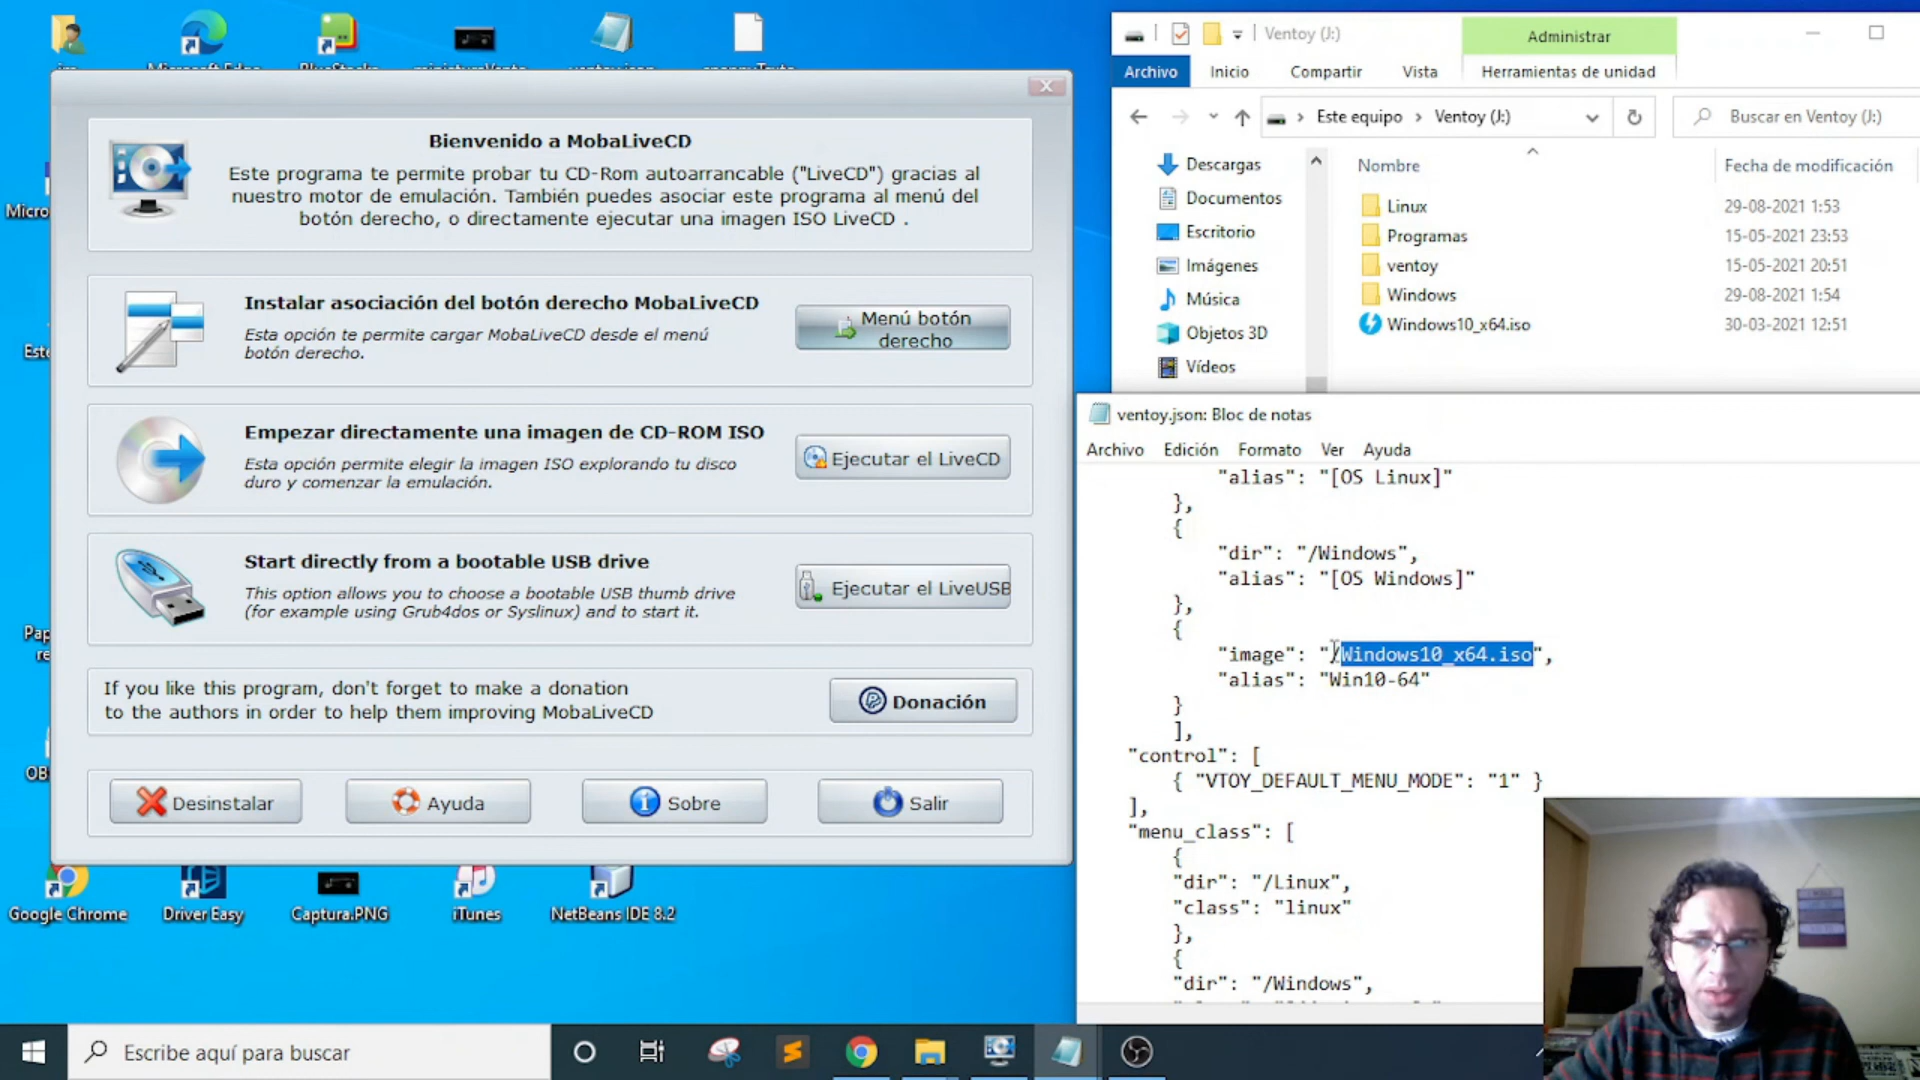 Microsoft Edge
BlueStacks
ventoy.json
Micro
Este
Pap
re
OB
Bienvenido a MobaLiveCD
Este programa te permite probar tu CD-Rom autoarrancable ("LiveCD") gracias al
nuestro motor de emulación. También puedes asociar este programa al menú del
botón derecho, o directamente ejecutar una imagen ISO LiveCD .
Instalar asociación del botón derecho MobaLiveCD
Esta opción te permite cargar MobaLiveCD desde el menú
botón derecho.
Menú botón
derecho
Empezar directamente una imagen de CD-ROM ISO
Esta opción permite elegir la imagen ISO explorando tu disco
duro y comenzar la emulación.
Ejecutar el LiveCD
Start directly from a bootable USB drive
This option allows you to choose a bootable USB thumb drive
(for example using Grub4dos or Syslinux) and to start it.
Ejecutar el LiveUSB
If you like this program, don't forget to make a donation
to the authors in order to help them improving MobaLiveCD
Donación
Desinstalar
Ayuda
Sobre
Salir
Google Chrome
Driver Easy
Captura.PNG
iTunes
NetBeans IDE 8.2
Escribe aquí para buscar
Ventoy (J:)
Administrar
Archivo Inicio Compartir Vista Herramientas de unidad
Este equipo > Ventoy (J:)
Buscar en Ventoy (J:)
Descargas
Documentos
Escritorio
Imágenes
Música
Objetos 3D
Vídeos
Nombre Fecha de modificación
Linux 29-08-2021 1:53
Programas 15-05-2021 23:53
ventoy 15-05-2021 20:51
Windows 29-08-2021 1:54
Windows10_x64.iso 30-03-2021 12:51
ventoy.json: Bloc de notas
Archivo Edición Formato Ver Ayuda
"alias": "[OS Linux]"
},
{
"dir": "/Windows",
"alias": "[OS Windows]"
},
{
"image": "/Windows10_x64.iso",
"alias": "Win10-64"
}
],
"control": [
{ "VTOY_DEFAULT_MENU_MODE": "1" }
],
"menu_class": [
{
"dir": "/Linux",
"class": "linux"
},
{
"dir": "/Windows",